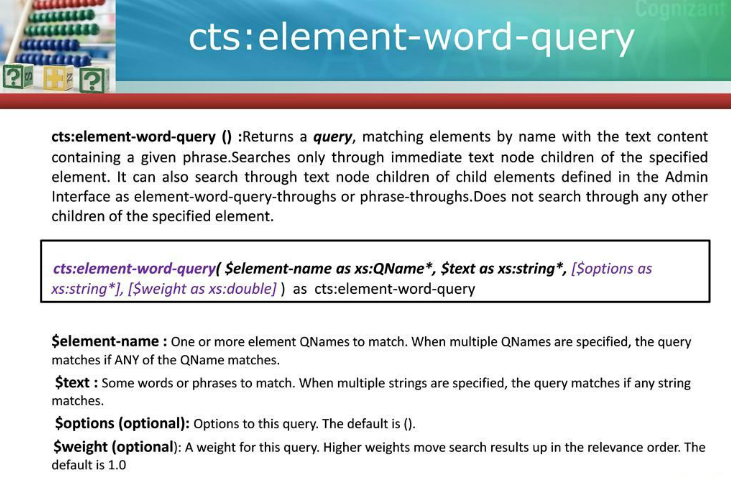 Cognizant
ACADEMY
cts:element-word-query
cts:element-word-query () :Returns a query, matching elements by name with the text content
containing a given phrase.Searches only through immediate text node children of the specified
element. It can also search through text node children of child elements defined in the Admin
Interface as element-word-query-throughs or phrase-throughs.Does not search through any other
children of the specified element.
cts:element-word-query( $element-name as xs:QName*, $text as xs:string*, [$options as
xs:string*], [$weight as xs:double] ) as cts:element-word-query
$element-name : One or more element QNames to match. When multiple QNames are specified, the query
matches if ANY of the QName matches.
$text : Some words or phrases to match. When multiple strings are specified, the query matches if any string
matches.
$options (optional): Options to this query. The default is ().
$weight (optional): A weight for this query. Higher weights move search results up in the relevance order. The
default is 1.0